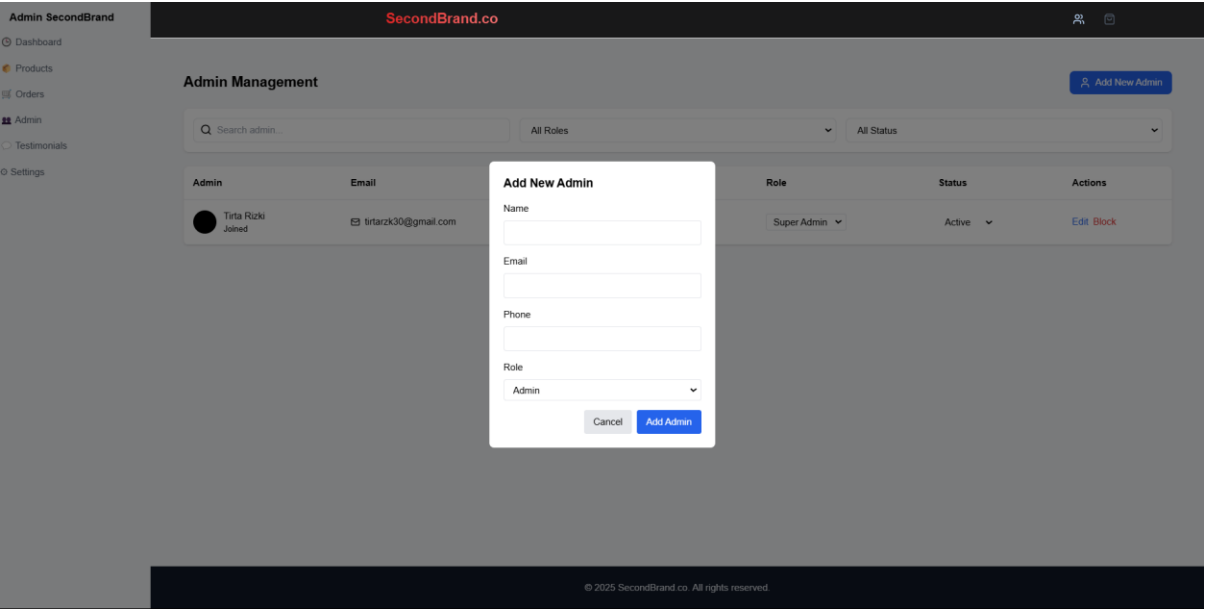 Admin SecondBrand
SecondBrand.co
Dashboard
Products
Orders
Admin
Testimonials
Settings
Admin Management
Add New Admin
Search admin...
All Roles
All Status
Admin
Email
Role
Status
Actions
Tirta Rizki
Joined
tirtarzk30@gmail.com
Super Admin
Active
Edit Block
Add New Admin
Name
Email
Phone
Role
Admin
Cancel
Add Admin
© 2025 SecondBrand.co. All rights reserved.